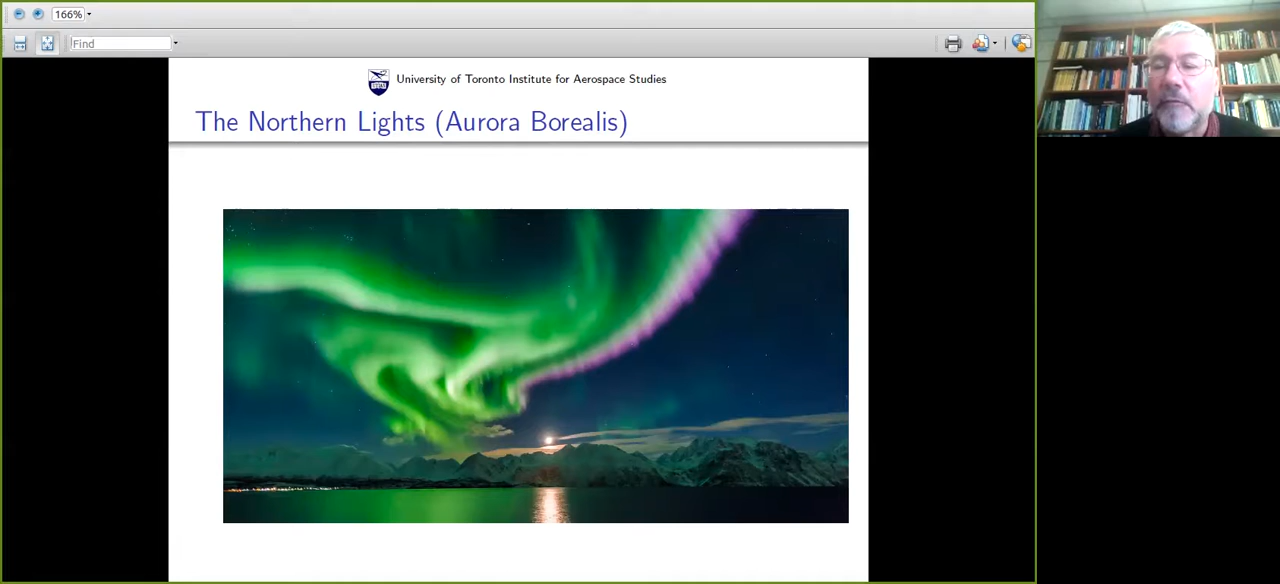 166%
Find
University of Toronto Institute for Aerospace Studies
The Northern Lights (Aurora Borealis)